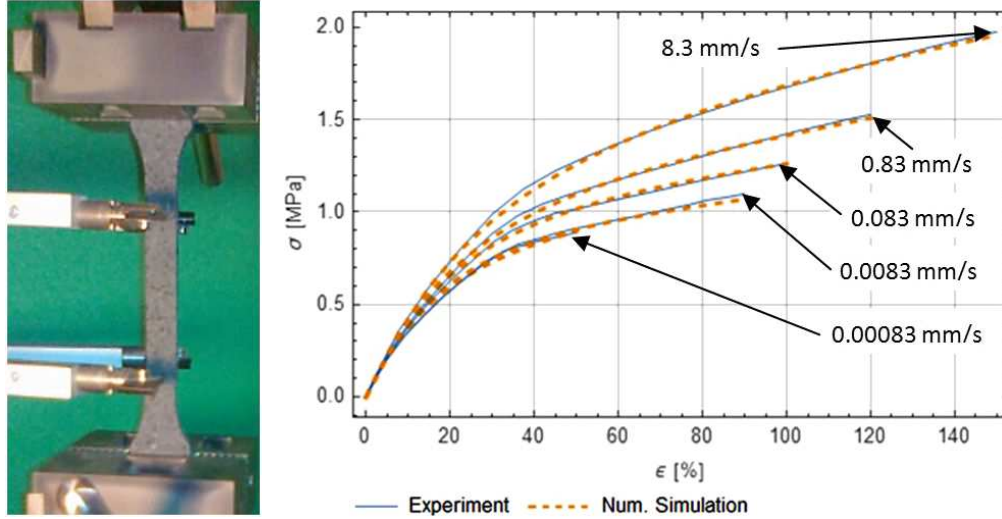 2.0
1.5
1.0
0.5
0.0
σ [MPa]
8.3 mm/s
0.83 mm/s
0.083 mm/s
0.0083 mm/s
0.00083 mm/s
0 20 40 60 80 100 120 140
ϵ [%]
Experiment Num. Simulation